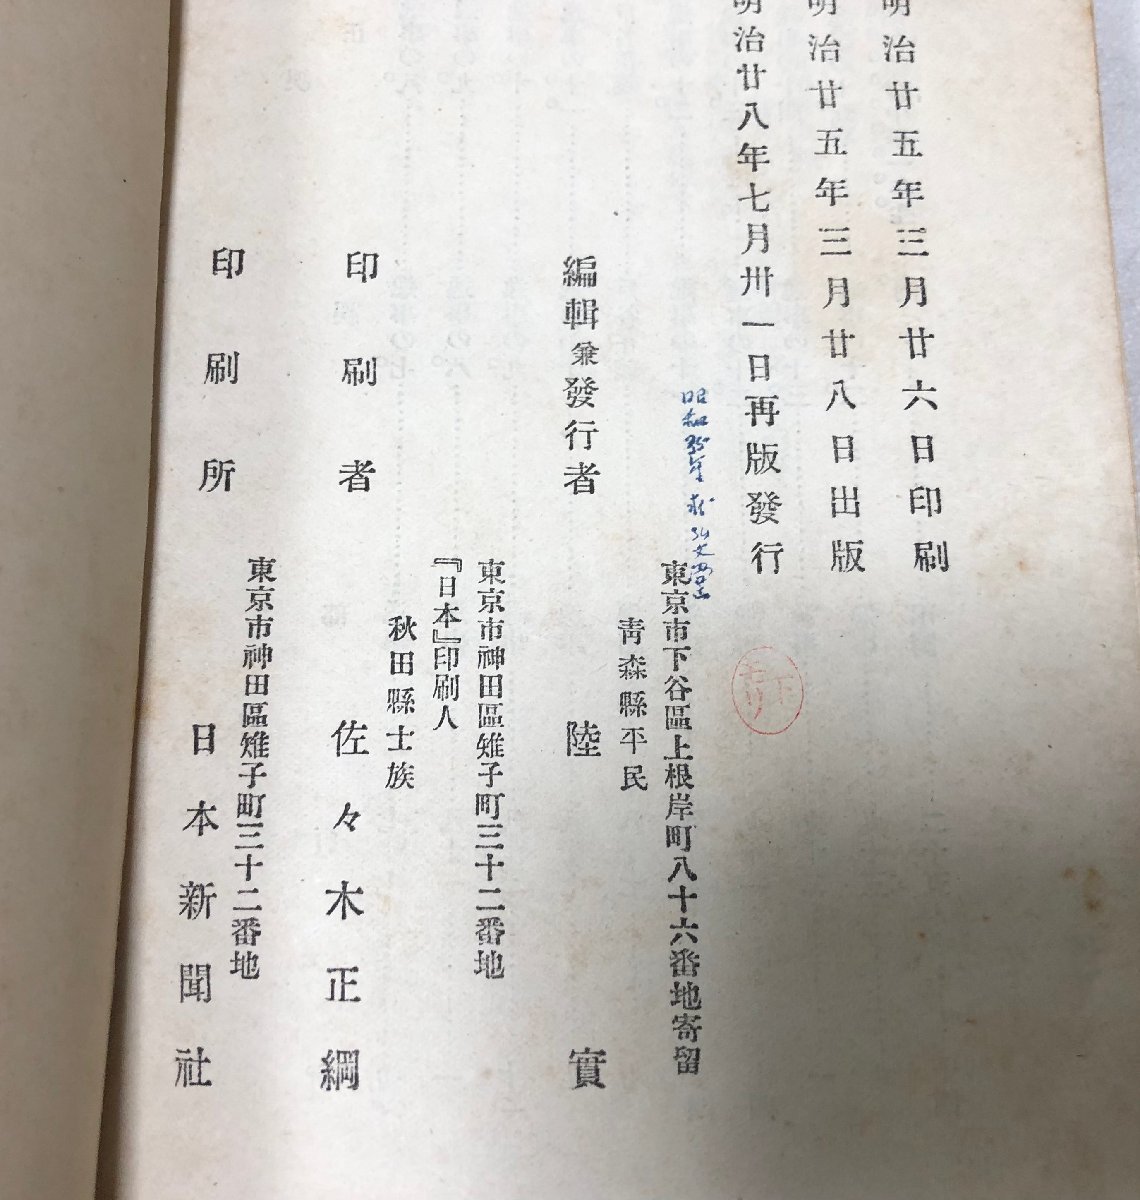 明治廿五年三月廿六日印刷
明治廿五年三月廿八日出版
明治廿八年七月卅一日再版發行
東京市下谷區上根岸町八十六番地寄留
青森縣平民
編輯兼發行者 陸實
東京市神田區雉子町三十二番地
『日本』印刷人
秋田縣士族
印刷者 佐々木正綱
東京市神田區雉子町三十二番地
印刷所 日本新聞社